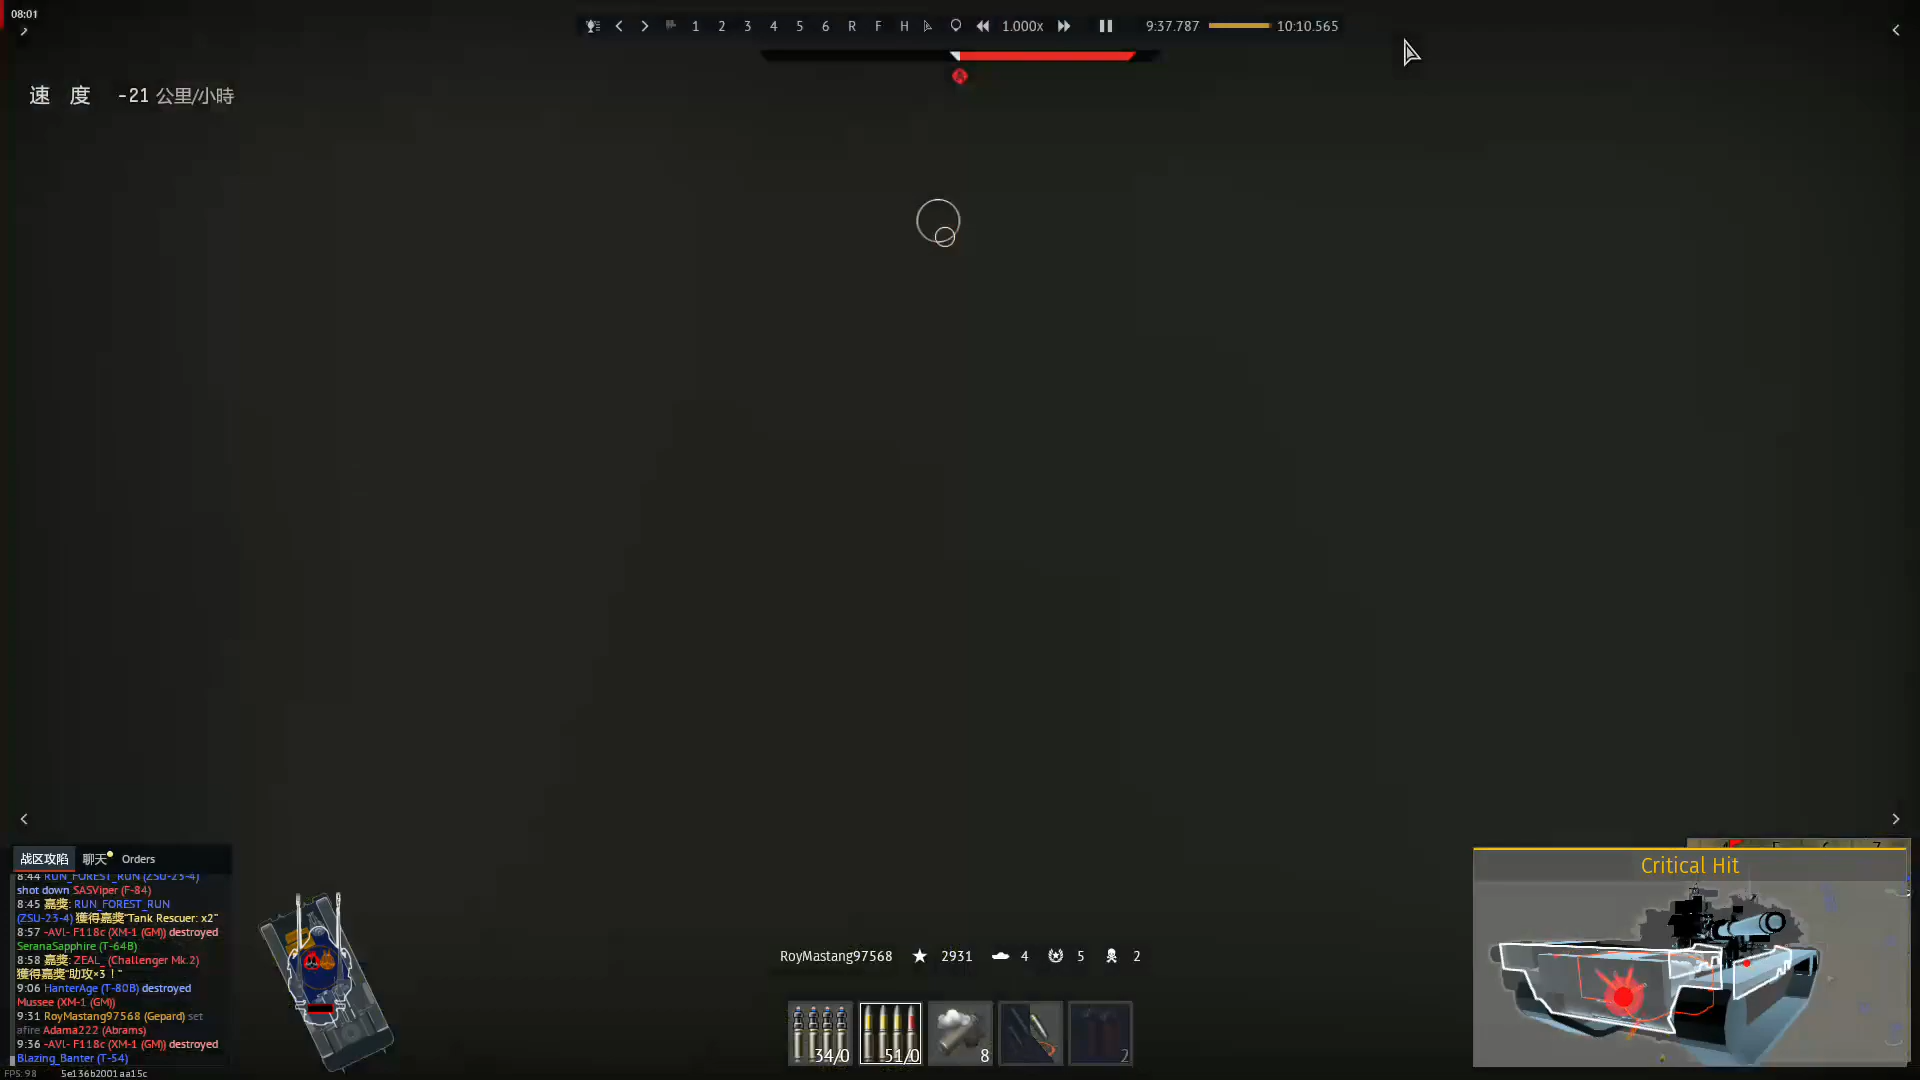 08:01
1 2 3 4 5 6 R F H 1.000x 9:37.787 10:10.565
速 度 -21 公里/小時
战区攻陷 聊天 Orders
8:44 RUN_FOREST_RUN (ZSU-23-4)
shot down SASViper (F-84)
8:45 嘉獎: RUN_FOREST_RUN
(ZSU-23-4) 獲得嘉獎"Tank Rescuer: x2"
8:57 -AVL- F118c (XM-1 (GM)) destroyed
SeranaSapphire (T-64B)
8:58 嘉獎: ZEAL_ (Challenger Mk.2)
獲得嘉獎"助攻×3！"
9:06 HanterAge (T-80B) destroyed
Mussee (XM-1 (GM))
9:31 RoyMastang97568 (Gepard) set
afire Adama222 (Abrams)
9:36 -AVL- F118c (XM-1 (GM)) destroyed
Blazing_Banter (T-54)
FPS: 98 5e136b2001aa15c
RoyMastang97568 2931 4 5 2
34/0 51/0 8 2
Critical Hit